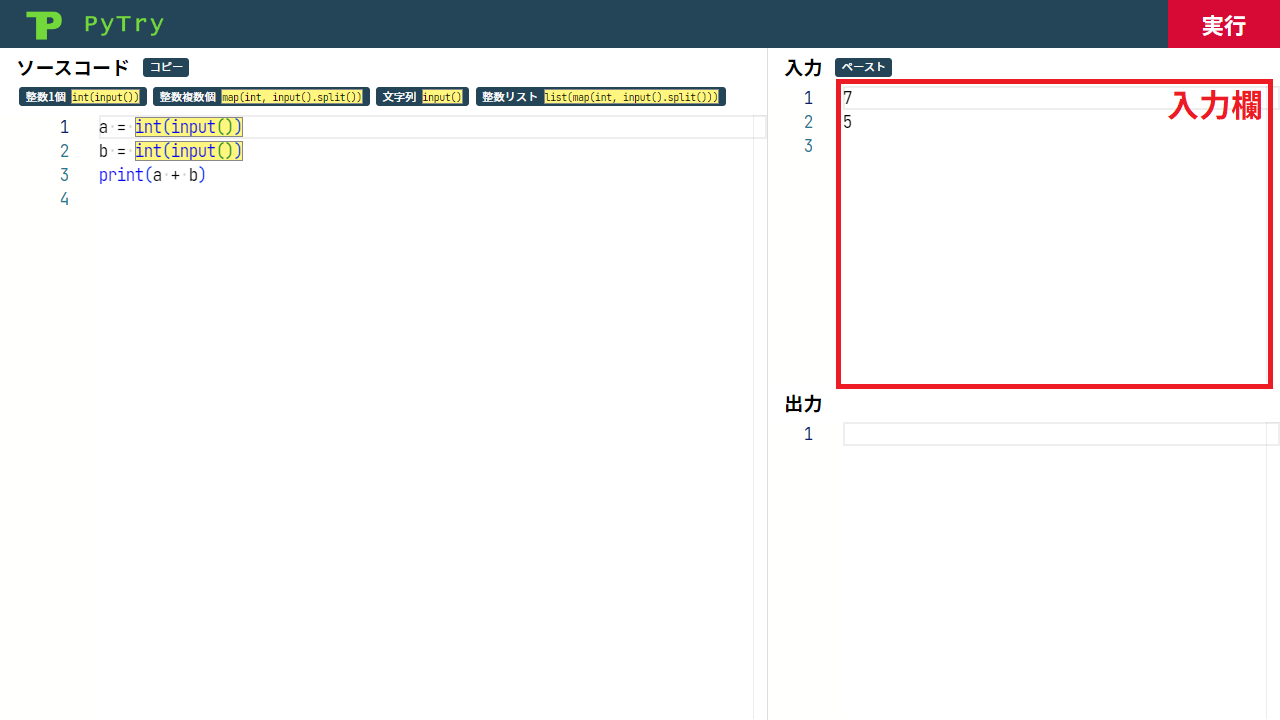 PyTry
実行
ソースコード コピー
整数1個 int(input()) 整数複数個 map(int, input().split()) 文字列 input() 整数リスト list(map(int, input().split()))
1 a = int(input())
2 b = int(input())
3 print(a + b)
4
入力 ペースト
入力欄
1 7
2 5
3
出力
1